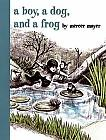 a boy, a dog,
and a frog
by mercer mayer